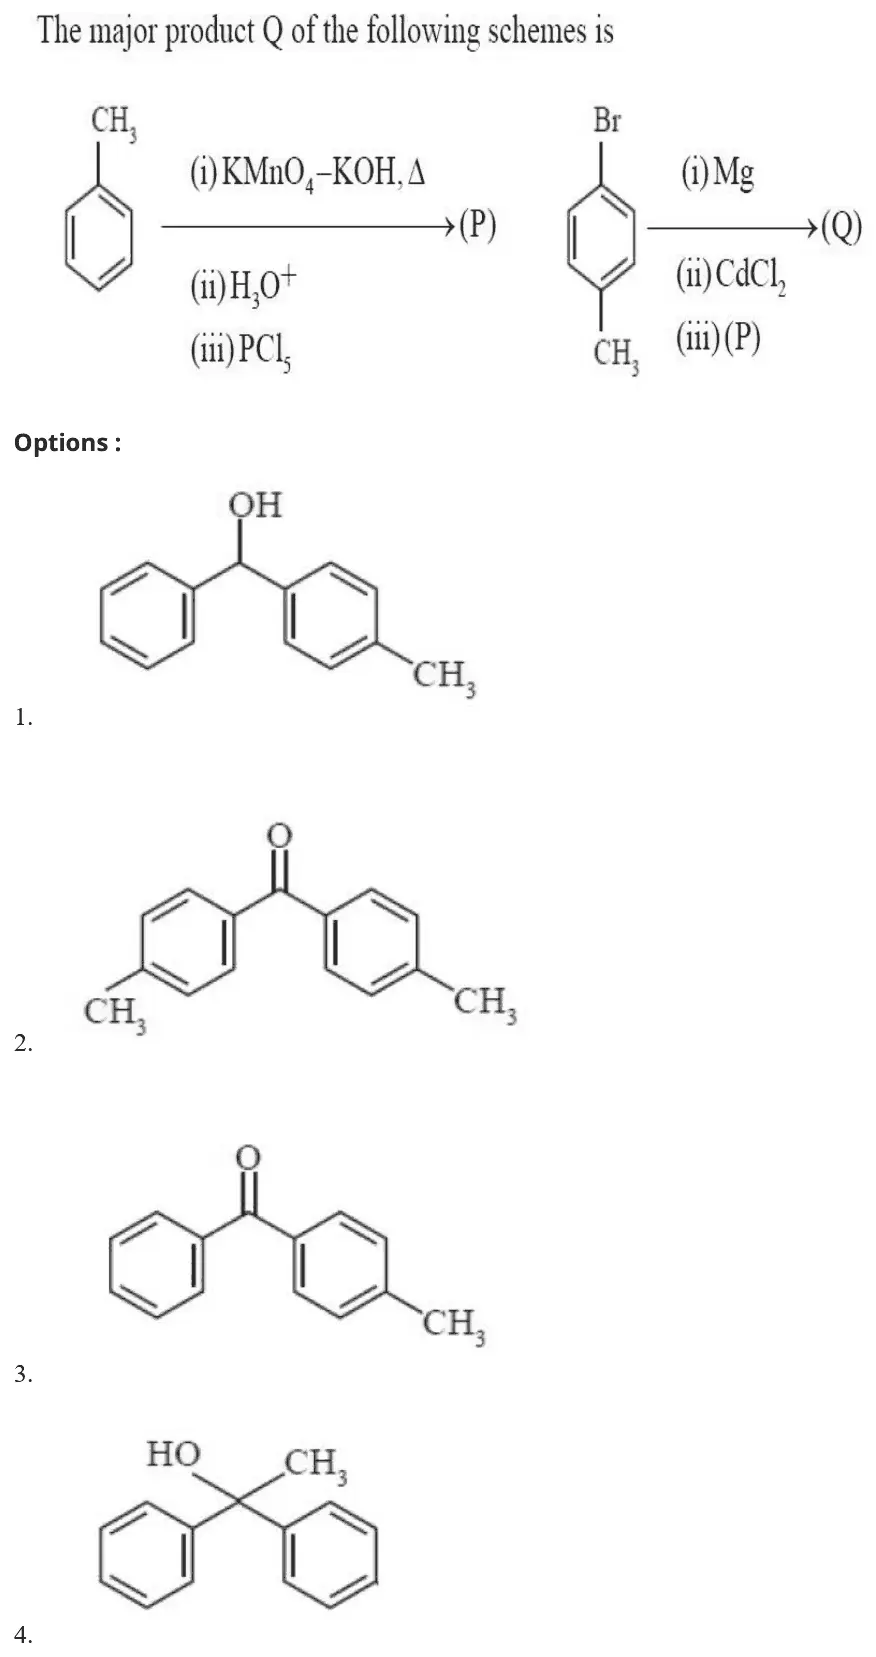 The major product Q of the following schemes is
CH₃
(i) KMnO₄–KOH, Δ
(P)
(ii) H₃O⁺
(iii) PCl₅
Br
(i) Mg
(Q)
(ii) CdCl₂
(iii) (P)
CH₃
Options :
OH
CH₃
1.
O
CH₃
CH₃
2.
O
CH₃
3.
HO
CH₃
4.